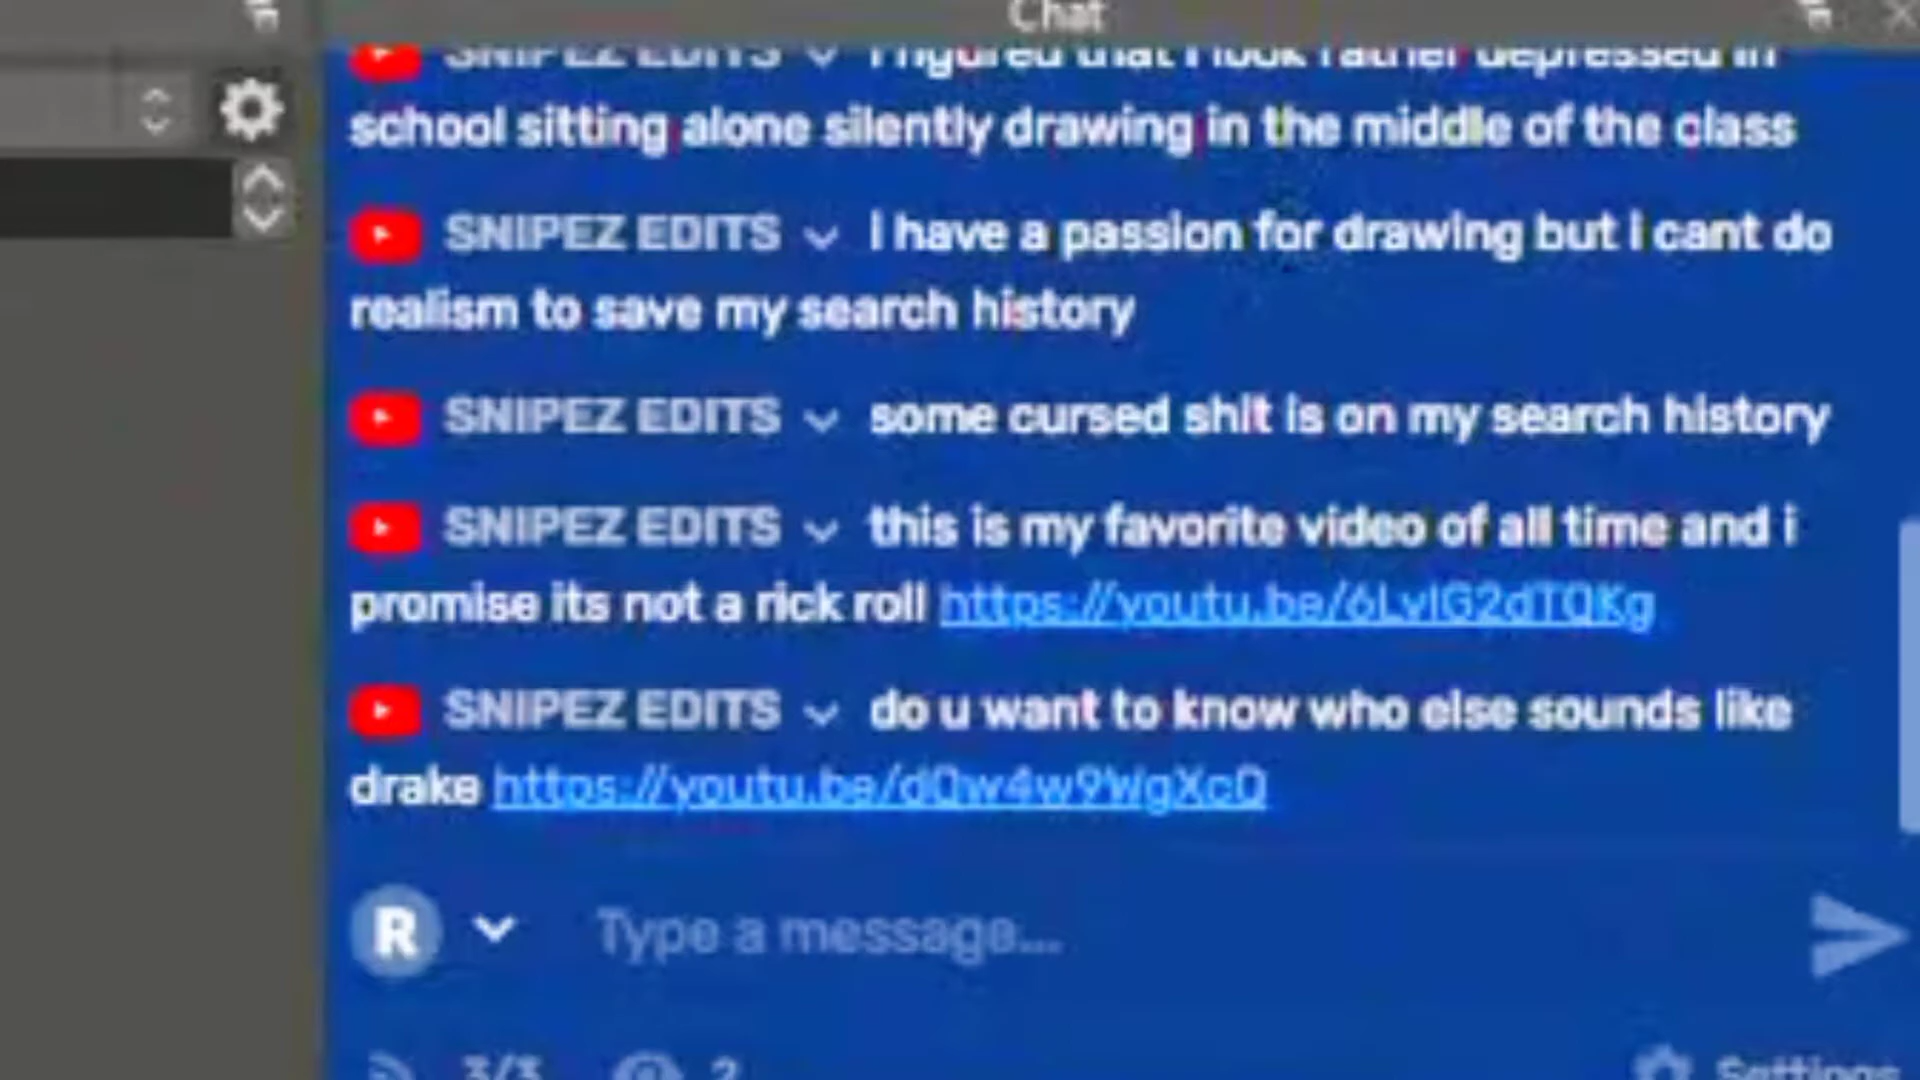 Chat
SNIPEZ EDITS I figured that I look rather depressed in
school sitting alone silently drawing in the middle of the class
SNIPEZ EDITS I have a passion for drawing but i cant do
realism to save my search history
SNIPEZ EDITS some cursed shit is on my search history
SNIPEZ EDITS this is my favorite video of all time and i
promise its not a rick roll https://youtu.be/6LvlG2dTQKg
SNIPEZ EDITS do u want to know who else sounds like
drake https://youtu.be/dQw4w9WgXcQ
R Type a message...
3/3 2 Settings